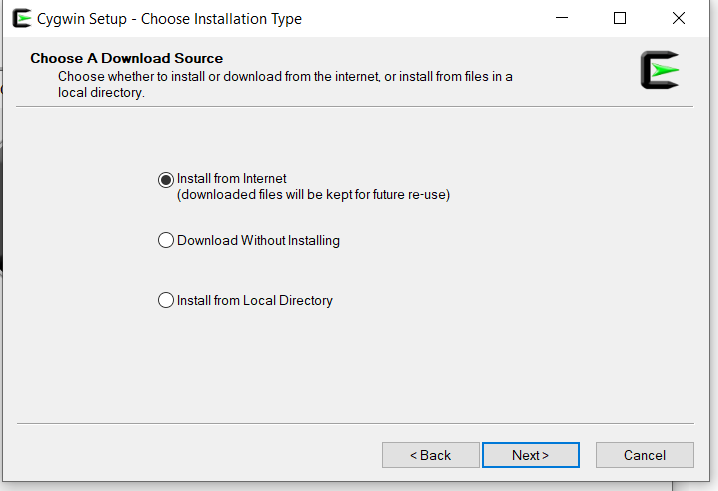 Cygwin Setup - Choose Installation Type
Choose A Download Source
Choose whether to install or download from the internet, or install from files in a
local directory.
Install from Internet
(downloaded files will be kept for future re-use)
Download Without Installing
Install from Local Directory
< Back
Next >
Cancel